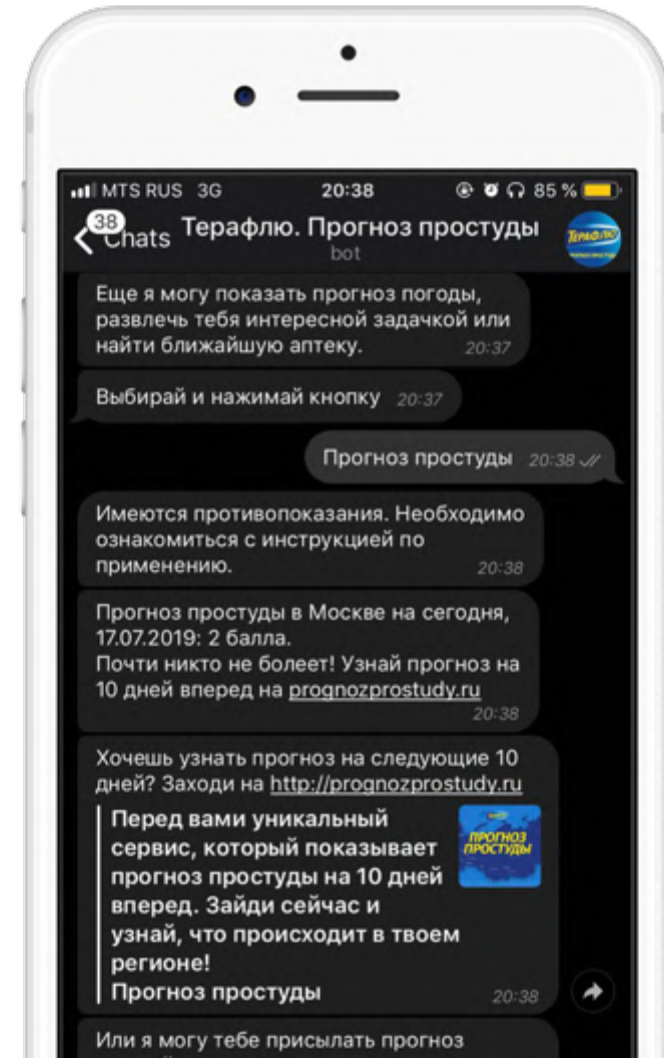 MTS RUS 3G 20:38 85 %
38
Chats Терафлю. Прогноз простуды
bot
ТЕРАФЛЮ
Еще я могу показать прогноз погоды,
развлечь тебя интересной задачкой или
найти ближайшую аптеку. 20:37
Выбирай и нажимай кнопку 20:37
Прогноз простуды 20:38
Имеются противопоказания. Необходимо
ознакомиться с инструкцией по
применению. 20:38
Прогноз простуды в Москве на сегодня,
17.07.2019: 2 балла.
Почти никто не болеет! Узнай прогноз на
10 дней вперед на prognozprostudy.ru
20:38
Хочешь узнать прогноз на следующие 10
дней? Заходи на http://prognozprostudy.ru
Перед вами уникальный
сервис, который показывает
прогноз простуды на 10 дней
вперед. Зайди сейчас и
узнай, что происходит в твоем
регионе!
Прогноз простуды 20:38
ПРОГНОЗ
ПРОСТУДЫ
Или я могу тебе присылать прогноз